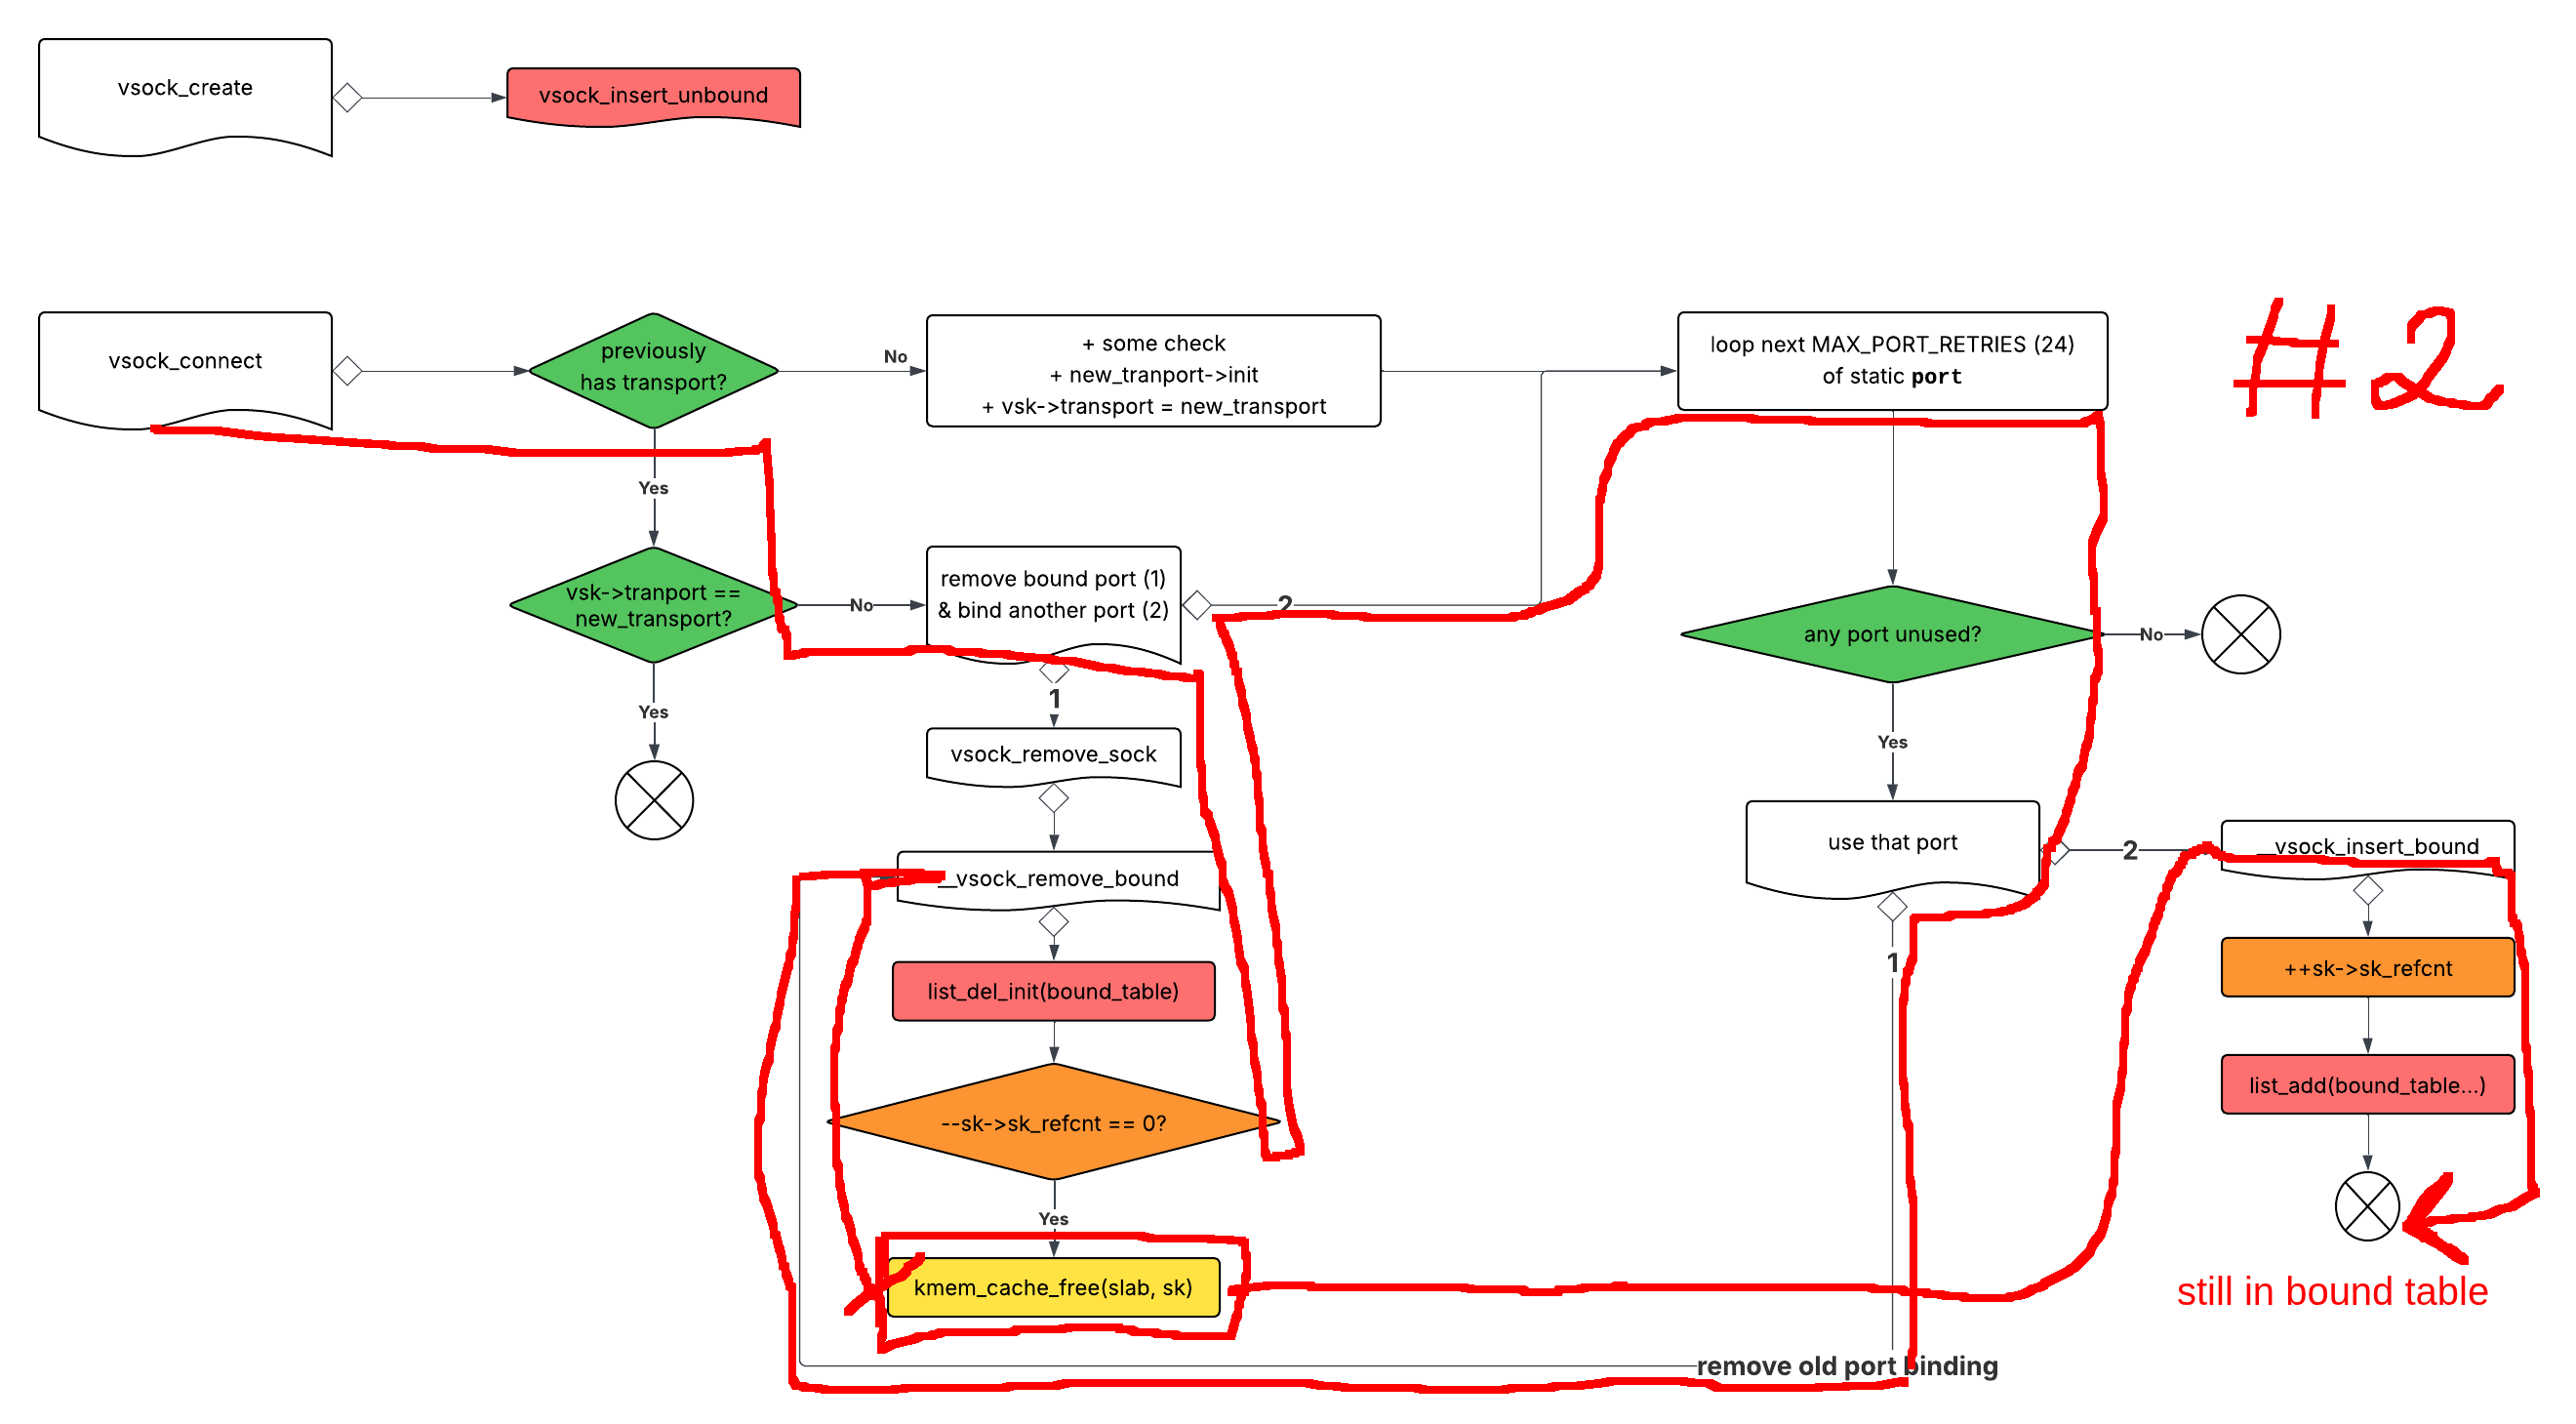 vsock_create
vsock_insert_unbound
vsock_connect
previously
has transport?
No
+ some check
+ new_tranport->init
+ vsk->transport = new_transport
loop next MAX_PORT_RETRIES (24)
of static port
#2
Yes
vsk->tranport ==
new_transport?
No
remove bound port (1)
& bind another port (2)
2
any port unused?
No
1
Yes
Yes
vsock_remove_sock
use that port
2
__vsock_insert_bound
__vsock_remove_bound
1
++sk->sk_refcnt
list_del_init(bound_table)
list_add(bound_table...)
--sk->sk_refcnt == 0?
Yes
kmem_cache_free(slab, sk)
still in bound table
remove old port binding